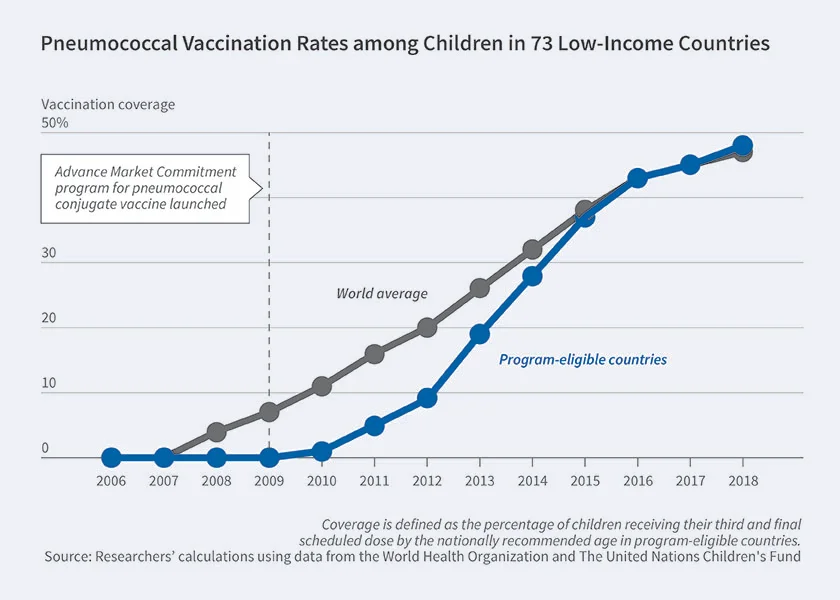 Pneumococcal Vaccination Rates among Children in 73 Low-Income Countries
Vaccination coverage
50%
Advance Market Commitment
program for pneumococcal
conjugate vaccine launched
30
World average
20
Program-eligible countries
10
0
2006 2007 2008 2009 2010 2011 2012 2013 2014 2015 2016 2017 2018
Coverage is defined as the percentage of children receiving their third and final
scheduled dose by the nationally recommended age in program-eligible countries.
Source: Researchers’ calculations using data from the World Health Organization and The United Nations Children's Fund